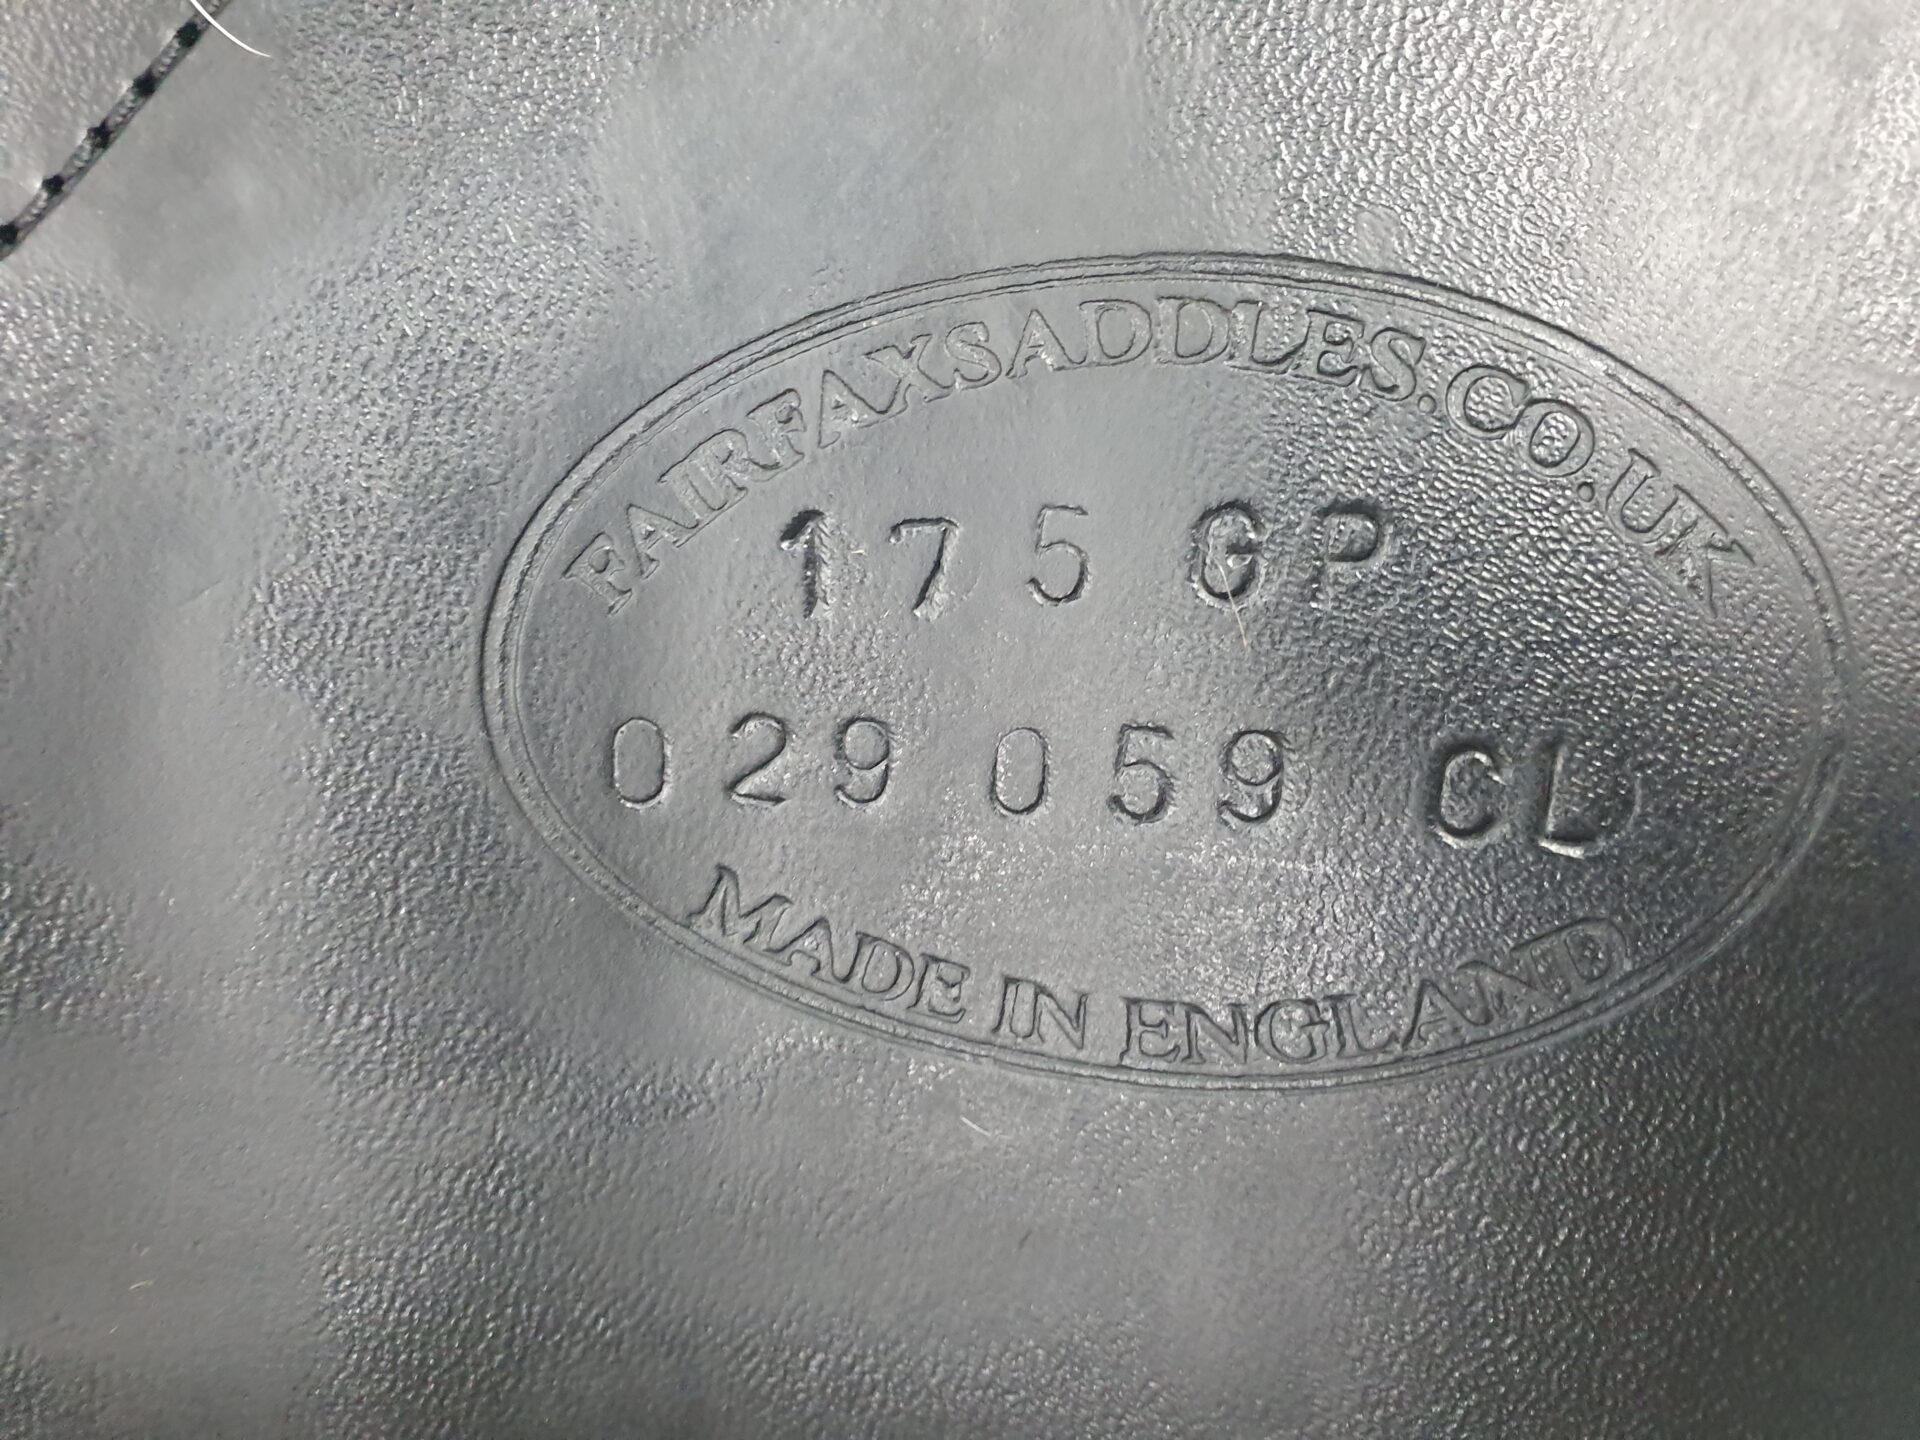 FAIRFAXSADDLES.CO.UK
175 GP
029 059 CL
MADE IN ENGLAND